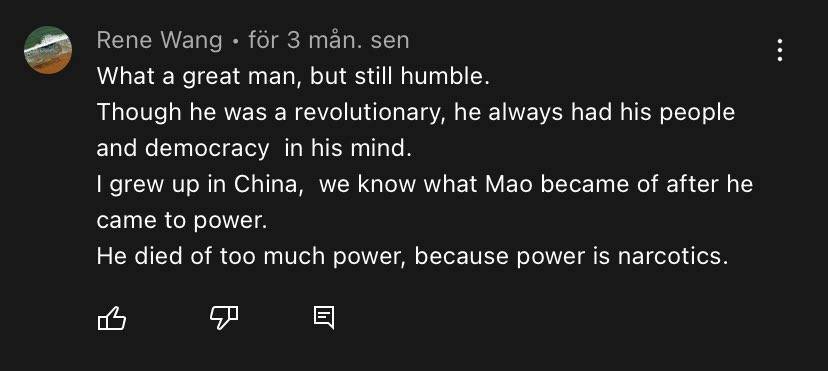 Rene Wang • för 3 mån. sen
What a great man, but still humble.
Though he was a revolutionary, he always had his people
and democracy  in his mind.
I grew up in China,  we know what Mao became of after he
came to power.
He died of too much power, because power is narcotics.